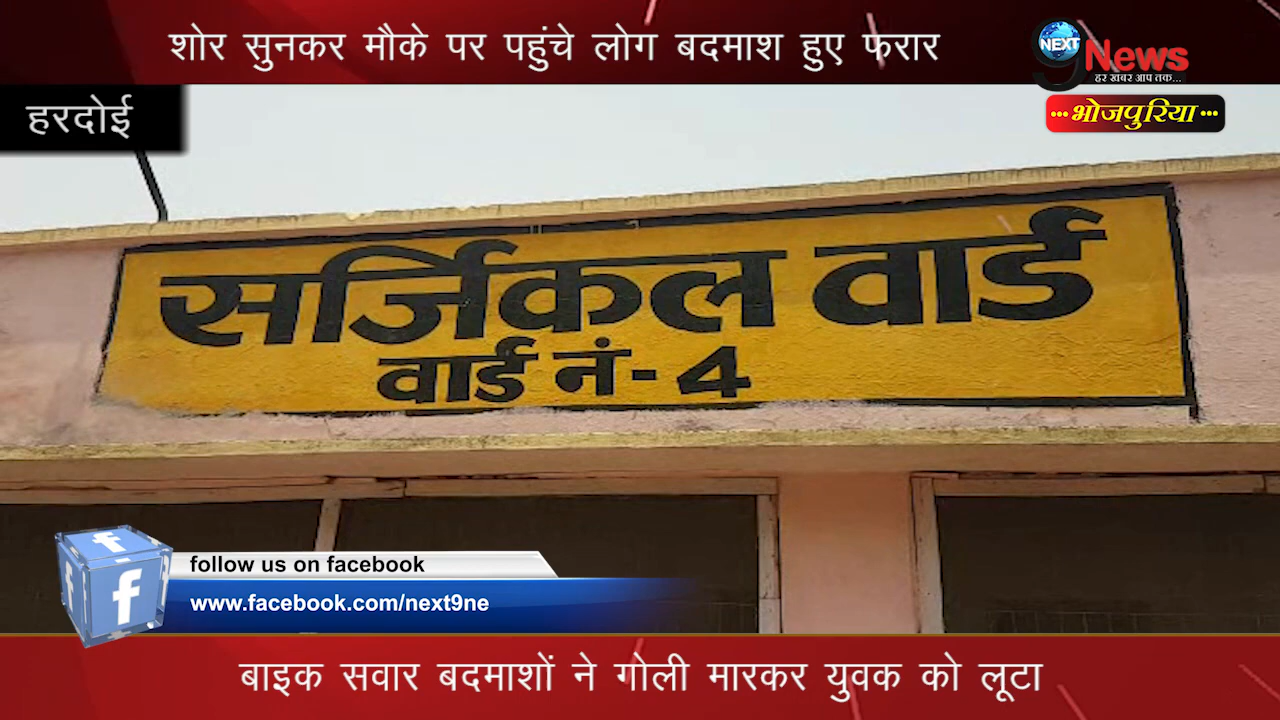 शोर सुनकर मौके पर पहुंचे लोग बदमाश हुए फरार
NEXT
9 News
हर खबर आप तक...
...भोजपुरिया...
हरदोई
सर्जिकल वार्ड
वार्ड नं-4
follow us on facebook
www.facebook.com/next9ne
बाइक सवार बदमाशों ने गोली मारकर युवक को लूटा